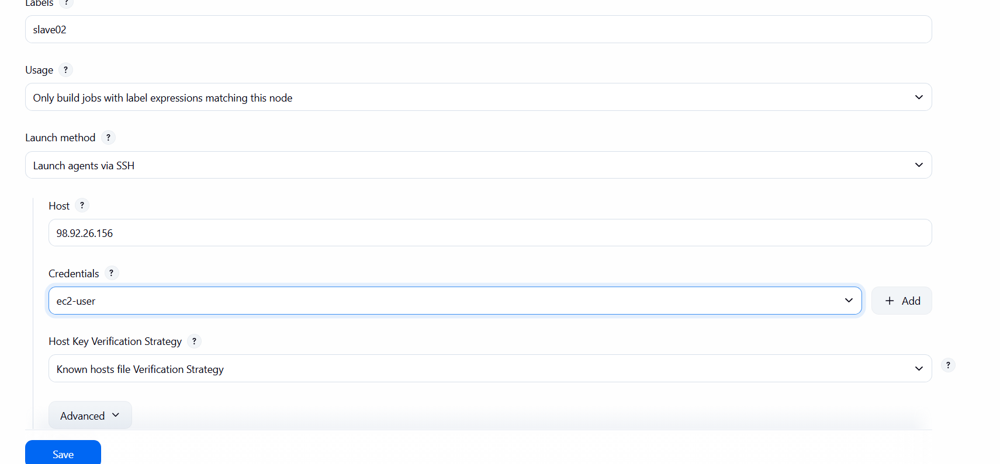 Labels ?
slave02
Usage ?
Only build jobs with label expressions matching this node
Launch method ?
Launch agents via SSH
Host ?
98.92.26.156
Credentials ?
ec2-user
+ Add
Host Key Verification Strategy ?
Known hosts file Verification Strategy
?
Advanced
Save